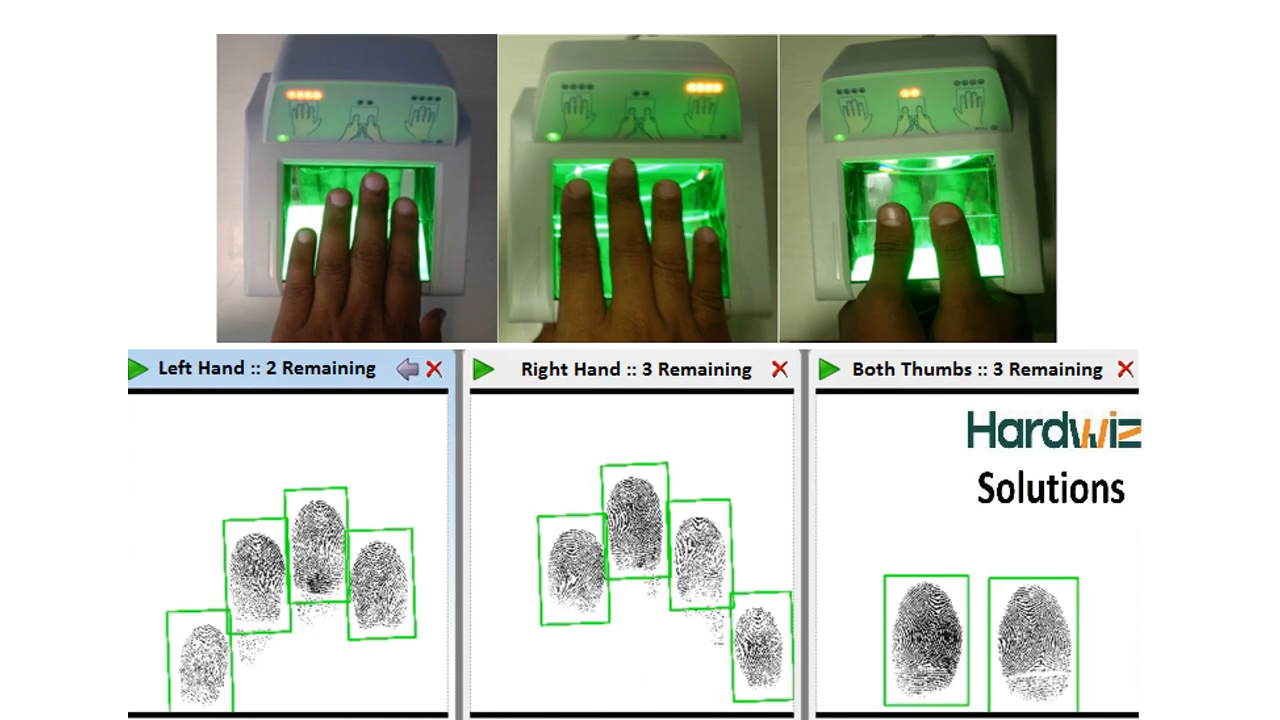 Left Hand :: 2 Remaining
Right Hand :: 3 Remaining
Both Thumbs :: 3 Remaining
Hardwiz
Solutions